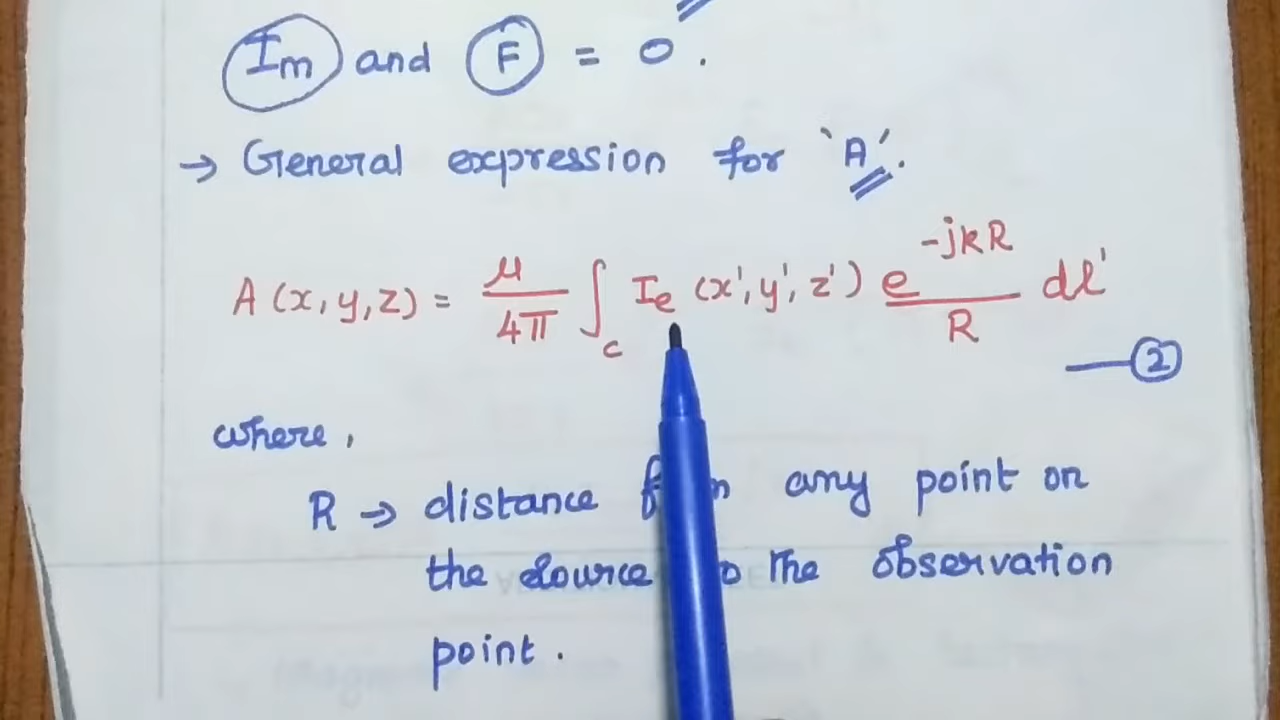 Im and F = 0.
→ General expression for 'A'.
A (x, y, z) = μ/4π ∫c Ie (x', y', z') e^-jkR/R dl'
—②
where,
R → distance any point on
the source the observation
point.